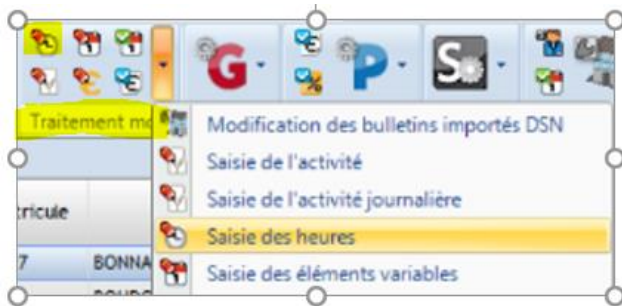 G P S.
Traitement mo
Modification des bulletins importés DSN
Saisie de l'activité
Saisie de l'activité journalière
tricule
Saisie des heures
7 BONNA
Saisie des éléments variables